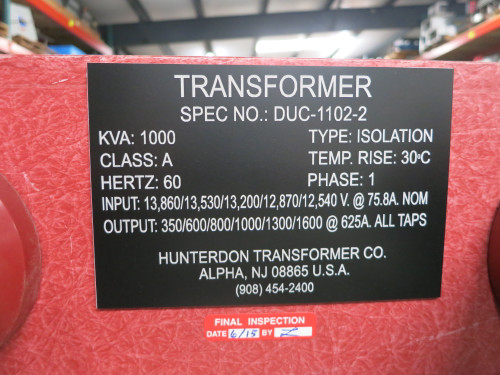 TRANSFORMER
SPEC NO.: DUC-1102-2
KVA: 1000 TYPE: ISOLATION
CLASS: A TEMP. RISE: 30°C
HERTZ: 60 PHASE: 1
INPUT: 13,860/13,530/13,200/12,870/12,540 V. @ 75.8A. NOM
OUTPUT: 350/600/800/1000/1300/1600 @ 625A. ALL TAPS
HUNTERDON TRANSFORMER CO.
ALPHA, NJ 08865 U.S.A.
(908) 454-2400
FINAL INSPECTION
DATE 6/15 BY